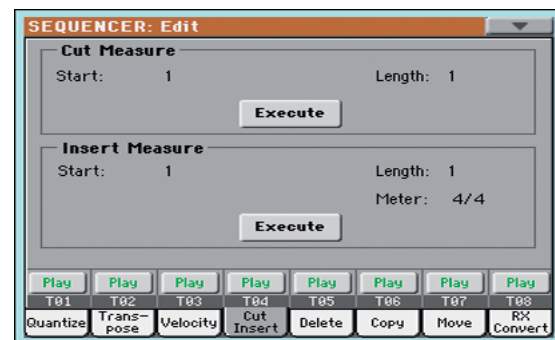 SEQUENCER: Edit
Cut Measure
Start: 1 Length: 1
Execute
Insert Measure
Start: 1 Length: 1
Meter: 4/4
Execute
Play Play Play Play Play Play Play Play
T01 T02 T03 T04 T05 T06 T07 T08
Quantize Trans- Velocity Cut Delete Copy Move RX
pose Insert Convert